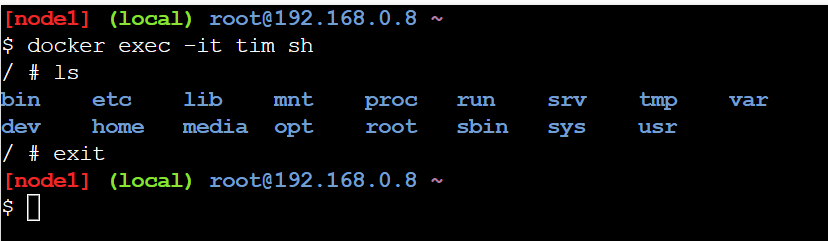 [node1] (local) root@192.168.0.8 ~
$ docker exec -it tim sh
/ # ls
bin etc lib mnt proc run srv tmp var
dev home media opt root sbin sys usr
/ # exit
[node1] (local) root@192.168.0.8 ~
$